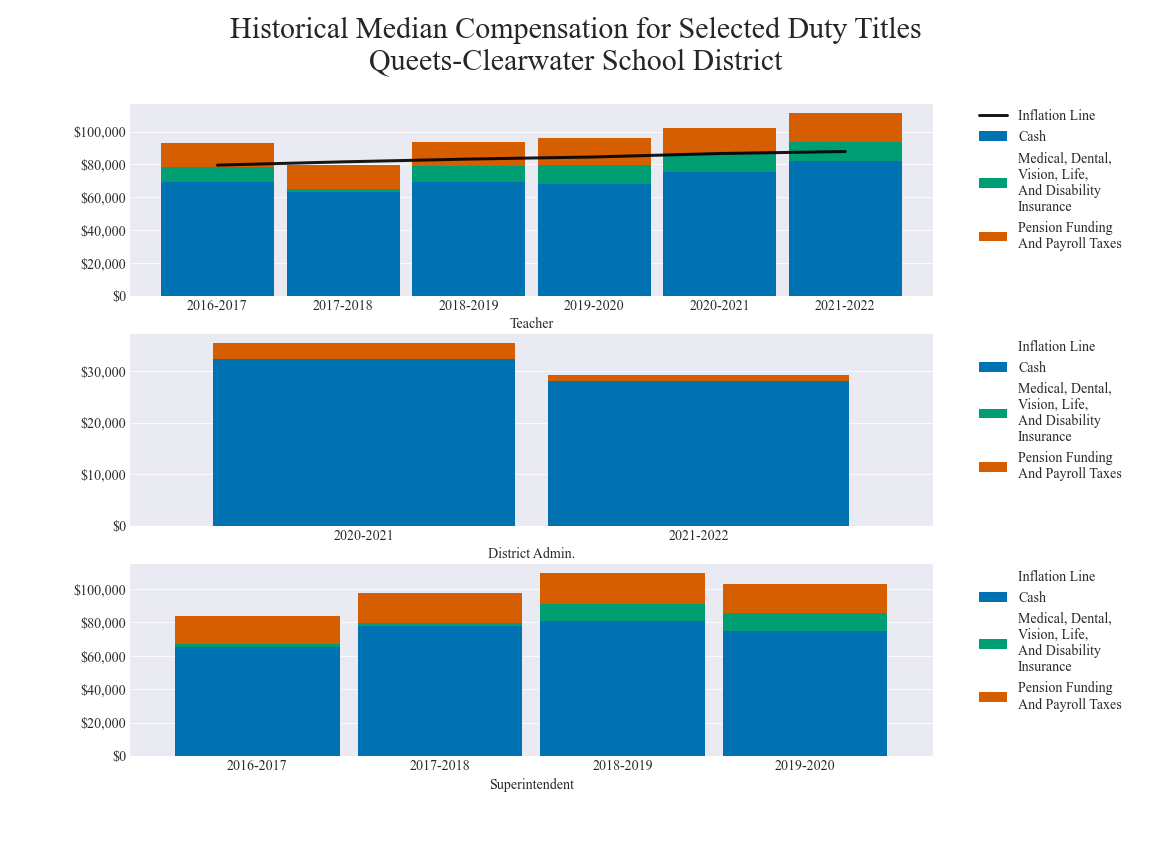 Historical Median Compensation for Selected Duty Titles
Queets-Clearwater School District
$100,000
$80,000
$60,000
$40,000
$20,000
$0
2016-2017
2017-2018
2018-2019
2019-2020
2020-2021
2021-2022
Teacher
Inflation Line
Cash
Medical, Dental,
Vision, Life,
And Disability
Insurance
Pension Funding
And Payroll Taxes
$30,000
$20,000
$10,000
$0
2020-2021
2021-2022
District Admin.
Inflation Line
Cash
Medical, Dental,
Vision, Life,
And Disability
Insurance
Pension Funding
And Payroll Taxes
$100,000
$80,000
$60,000
$40,000
$20,000
$0
2016-2017
2017-2018
2018-2019
2019-2020
Superintendent
Inflation Line
Cash
Medical, Dental,
Vision, Life,
And Disability
Insurance
Pension Funding
And Payroll Taxes